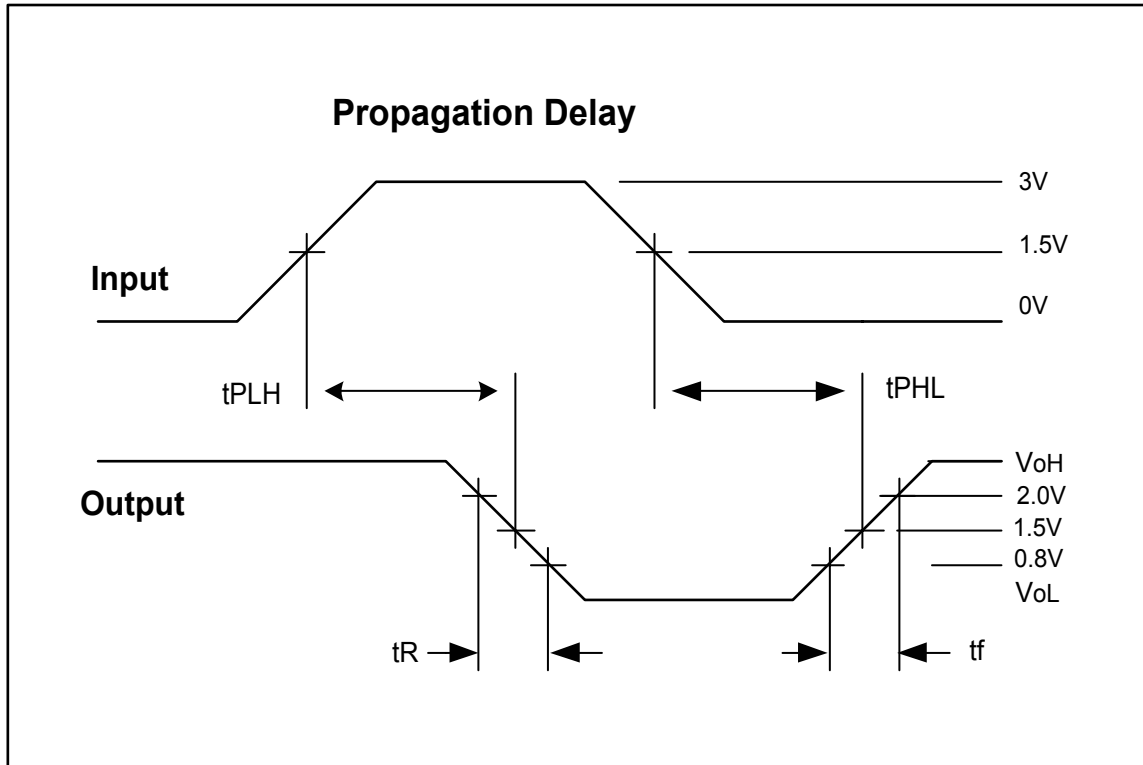 Propagation Delay
3V
1.5V
Input
0V
tPLH
tPHL
VoH
Output
2.0V
1.5V
0.8V
VoL
tR
tf